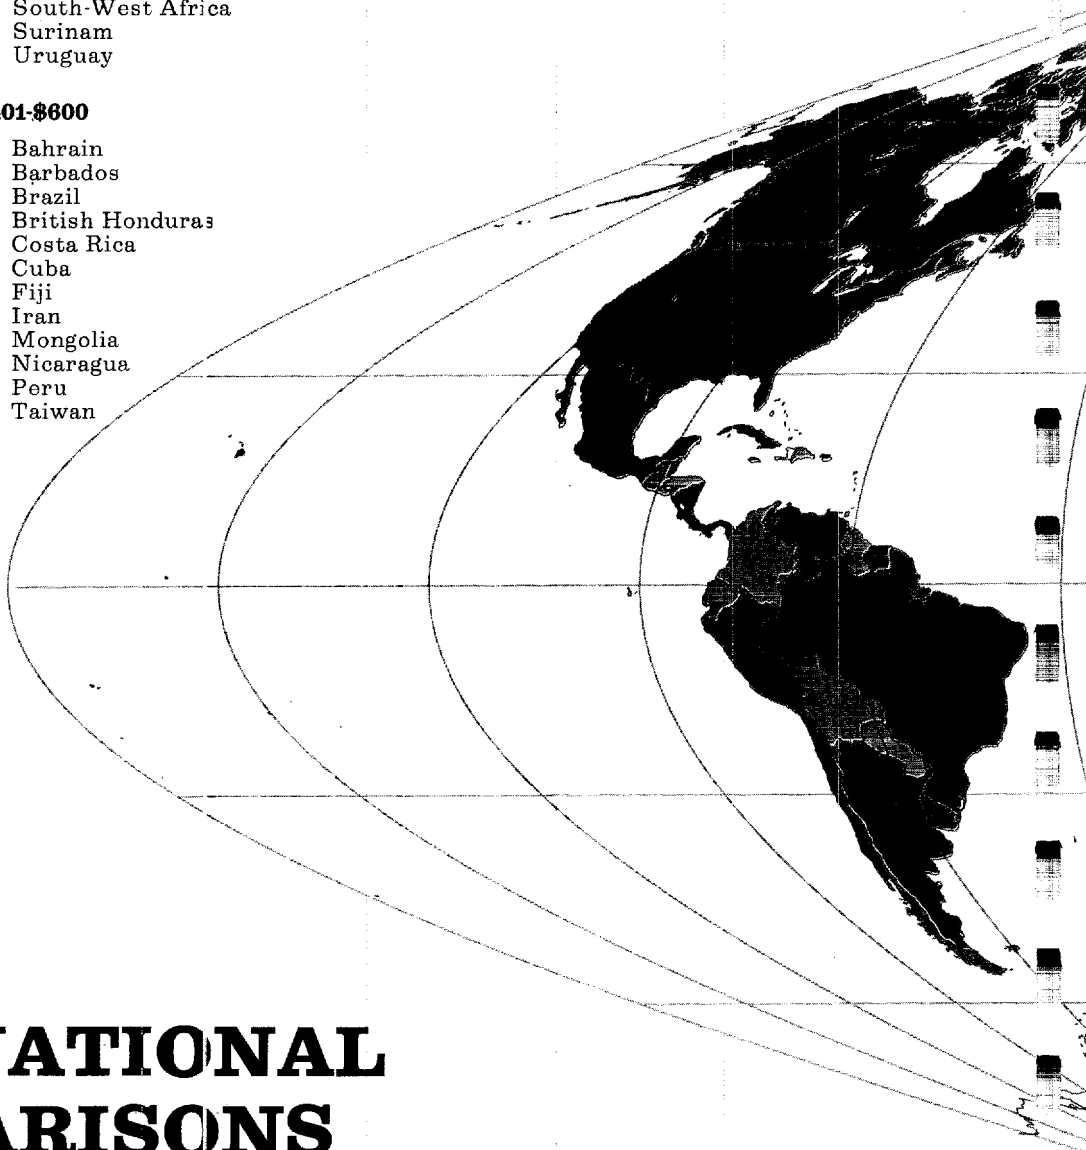 South-West Africa
Surinam
Uruguay
01-$600
Bahrain
Barbados
Brazil
British Honduras
Costa Rica
Cuba
Fiji
Iran
Mongolia
Nicaragua
Peru
Taiwan
NATIONAL
ARISONS